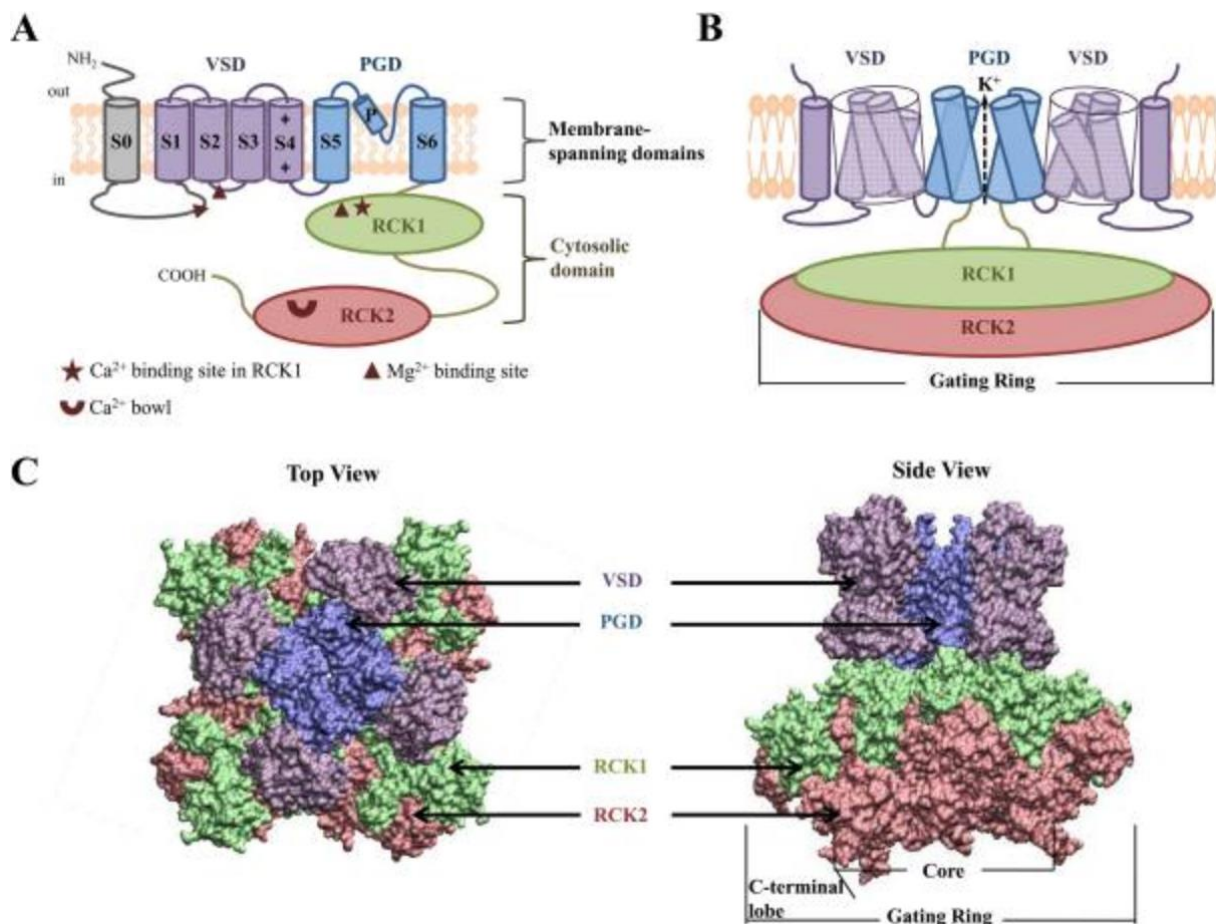 A
NH₂
VSD
PGD
out
in
S0
S1
S2
S3
+
S4
+
S5
P
S6
Membrane-
spanning domains
RCK1
Cytosolic
domain
COOH
RCK2
Ca²⁺ binding site in RCK1
Mg²⁺ binding site
Ca²⁺ bowl
B
VSD
PGD
VSD
K⁺
RCK1
RCK2
Gating Ring
C
Top View
Side View
VSD
PGD
RCK1
RCK2
C-terminal
lobe
Core
Gating Ring